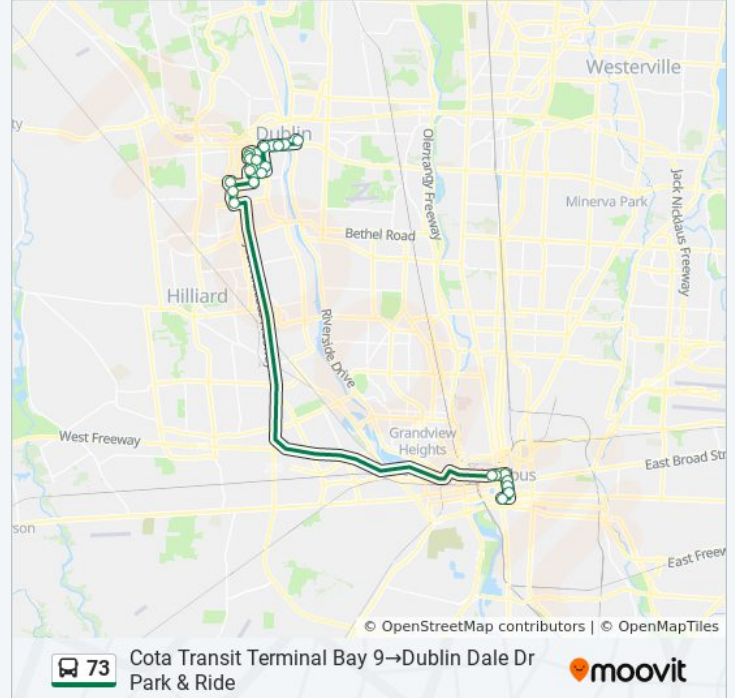 Westerville
ty
Dublin
Olentangy Freeway
Jack Nicklaus Freeway
Minerva Park
Bethel Road
Hilliard
Riverside Drive
West Freeway
Grandview
Heights
East Broad Str
bus
son
East Freew
© OpenStreetMap contributors | © OpenMapTiles
73
Cota Transit Terminal Bay 9→Dublin Dale Dr
Park & Ride
moovit